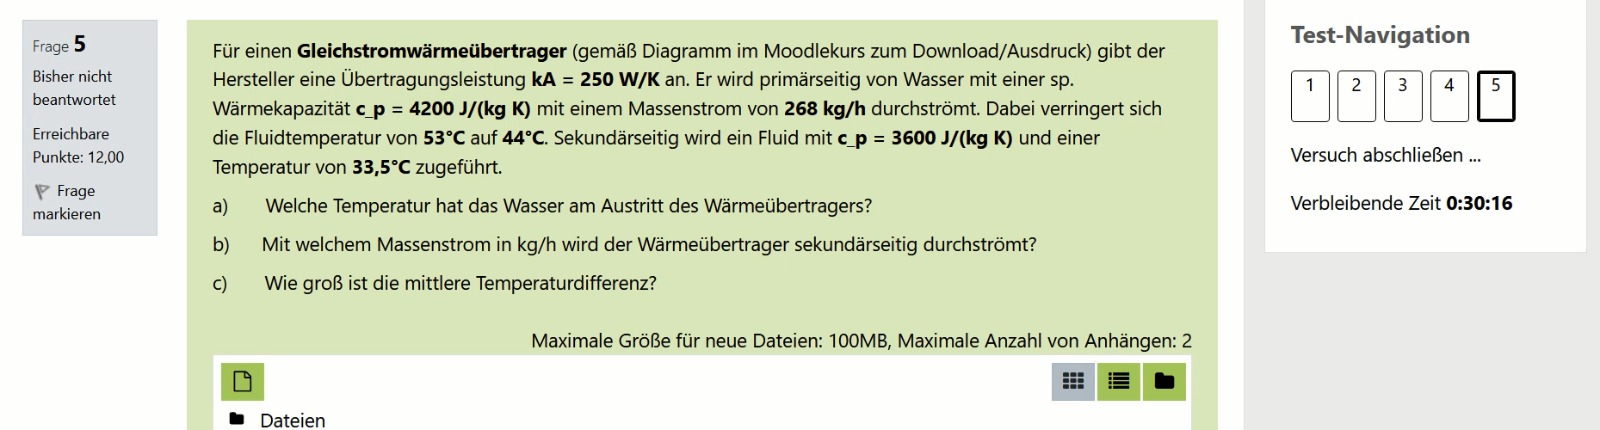 Frage 5
Bisher nicht
beantwortet
Erreichbare
Punkte: 12,00
Frage
markieren
Für einen Gleichstromwärmeübertrager (gemäß Diagramm im Moodlekurs zum Download/Ausdruck) gibt der
Hersteller eine Übertragungsleistung kA = 250 W/K an. Er wird primärseitig von Wasser mit einer sp.
Wärmekapazität c_p = 4200 J/(kg K) mit einem Massenstrom von 268 kg/h durchströmt. Dabei verringert sich
die Fluidtemperatur von 53°C auf 44°C. Sekundärseitig wird ein Fluid mit c_p = 3600 J/(kg K) und einer
Temperatur von 33,5°C zugeführt.
a) Welche Temperatur hat das Wasser am Austritt des Wärmeübertragers?
b) Mit welchem Massenstrom in kg/h wird der Wärmeübertrager sekundärseitig durchströmt?
c) Wie groß ist die mittlere Temperaturdifferenz?
Maximale Größe für neue Dateien: 100MB, Maximale Anzahl von Anhängen: 2
Dateien
Test-Navigation
1 2 3 4 5
Versuch abschließen ...
Verbleibende Zeit 0:30:16